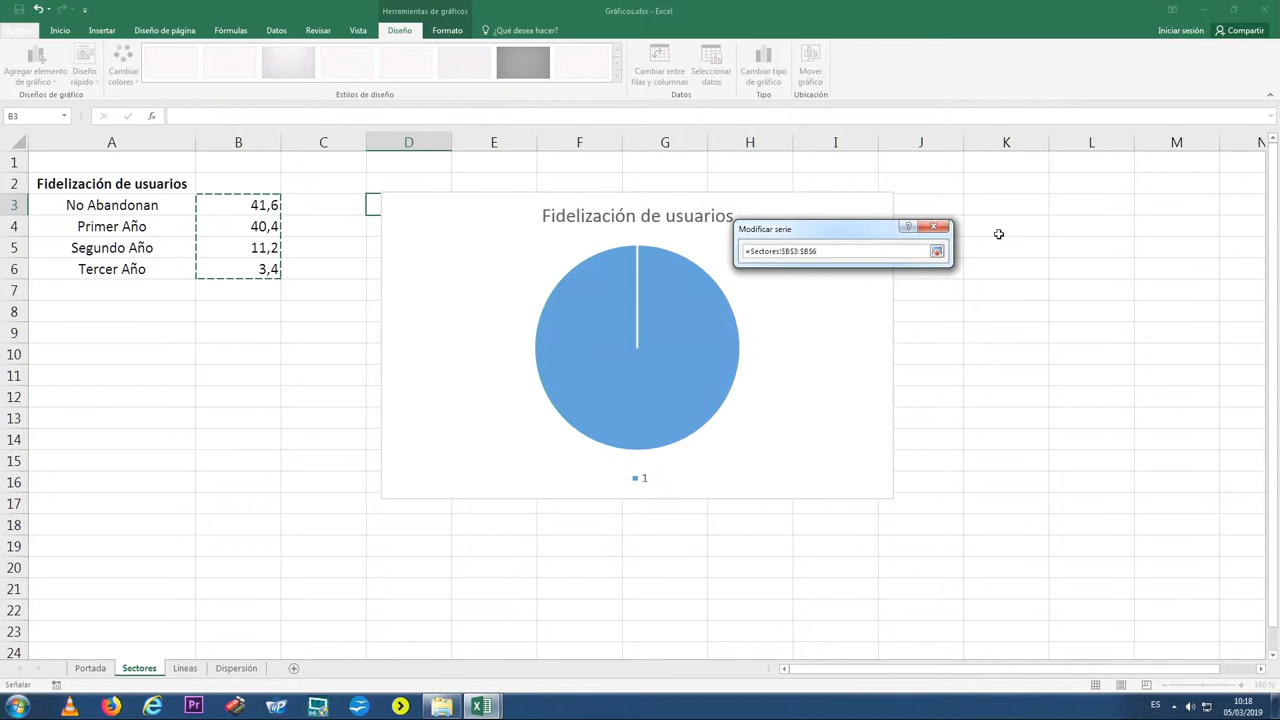 Herramientas de gráficos
Gráficos.xlsx - Excel
Inicio
Insertar
Diseño de página
Fórmulas
Datos
Revisar
Vista
Diseño
Formato
¿Qué desea hacer?
Iniciar sesión
Compartir
Agregar elemento de gráfico
Diseño rápido
Cambiar colores
Cambiar entre filas y columnas
Seleccionar datos
Cambiar tipo de gráfico
Mover gráfico
Diseños de gráfico
Estilos de diseño
Datos
Tipo
Ubicación
B3
fx
A B C D E F G H I J K L M N
1
2 Fidelización de usuarios
3 No Abandonan 41,6
4 Primer Año 40,4
5 Segundo Año 11,2
6 Tercer Año 3,4
7
8
9
10
11
12
13
14
15
16
17
18
19
20
21
22
23
24
Fidelización de usuarios
1
Modificar serie
=Sectores!$B$3:$B$6
Portada
Sectores
Líneas
Dispersión
Señalar
160 %
Pr
ES
10:18
05/03/2019